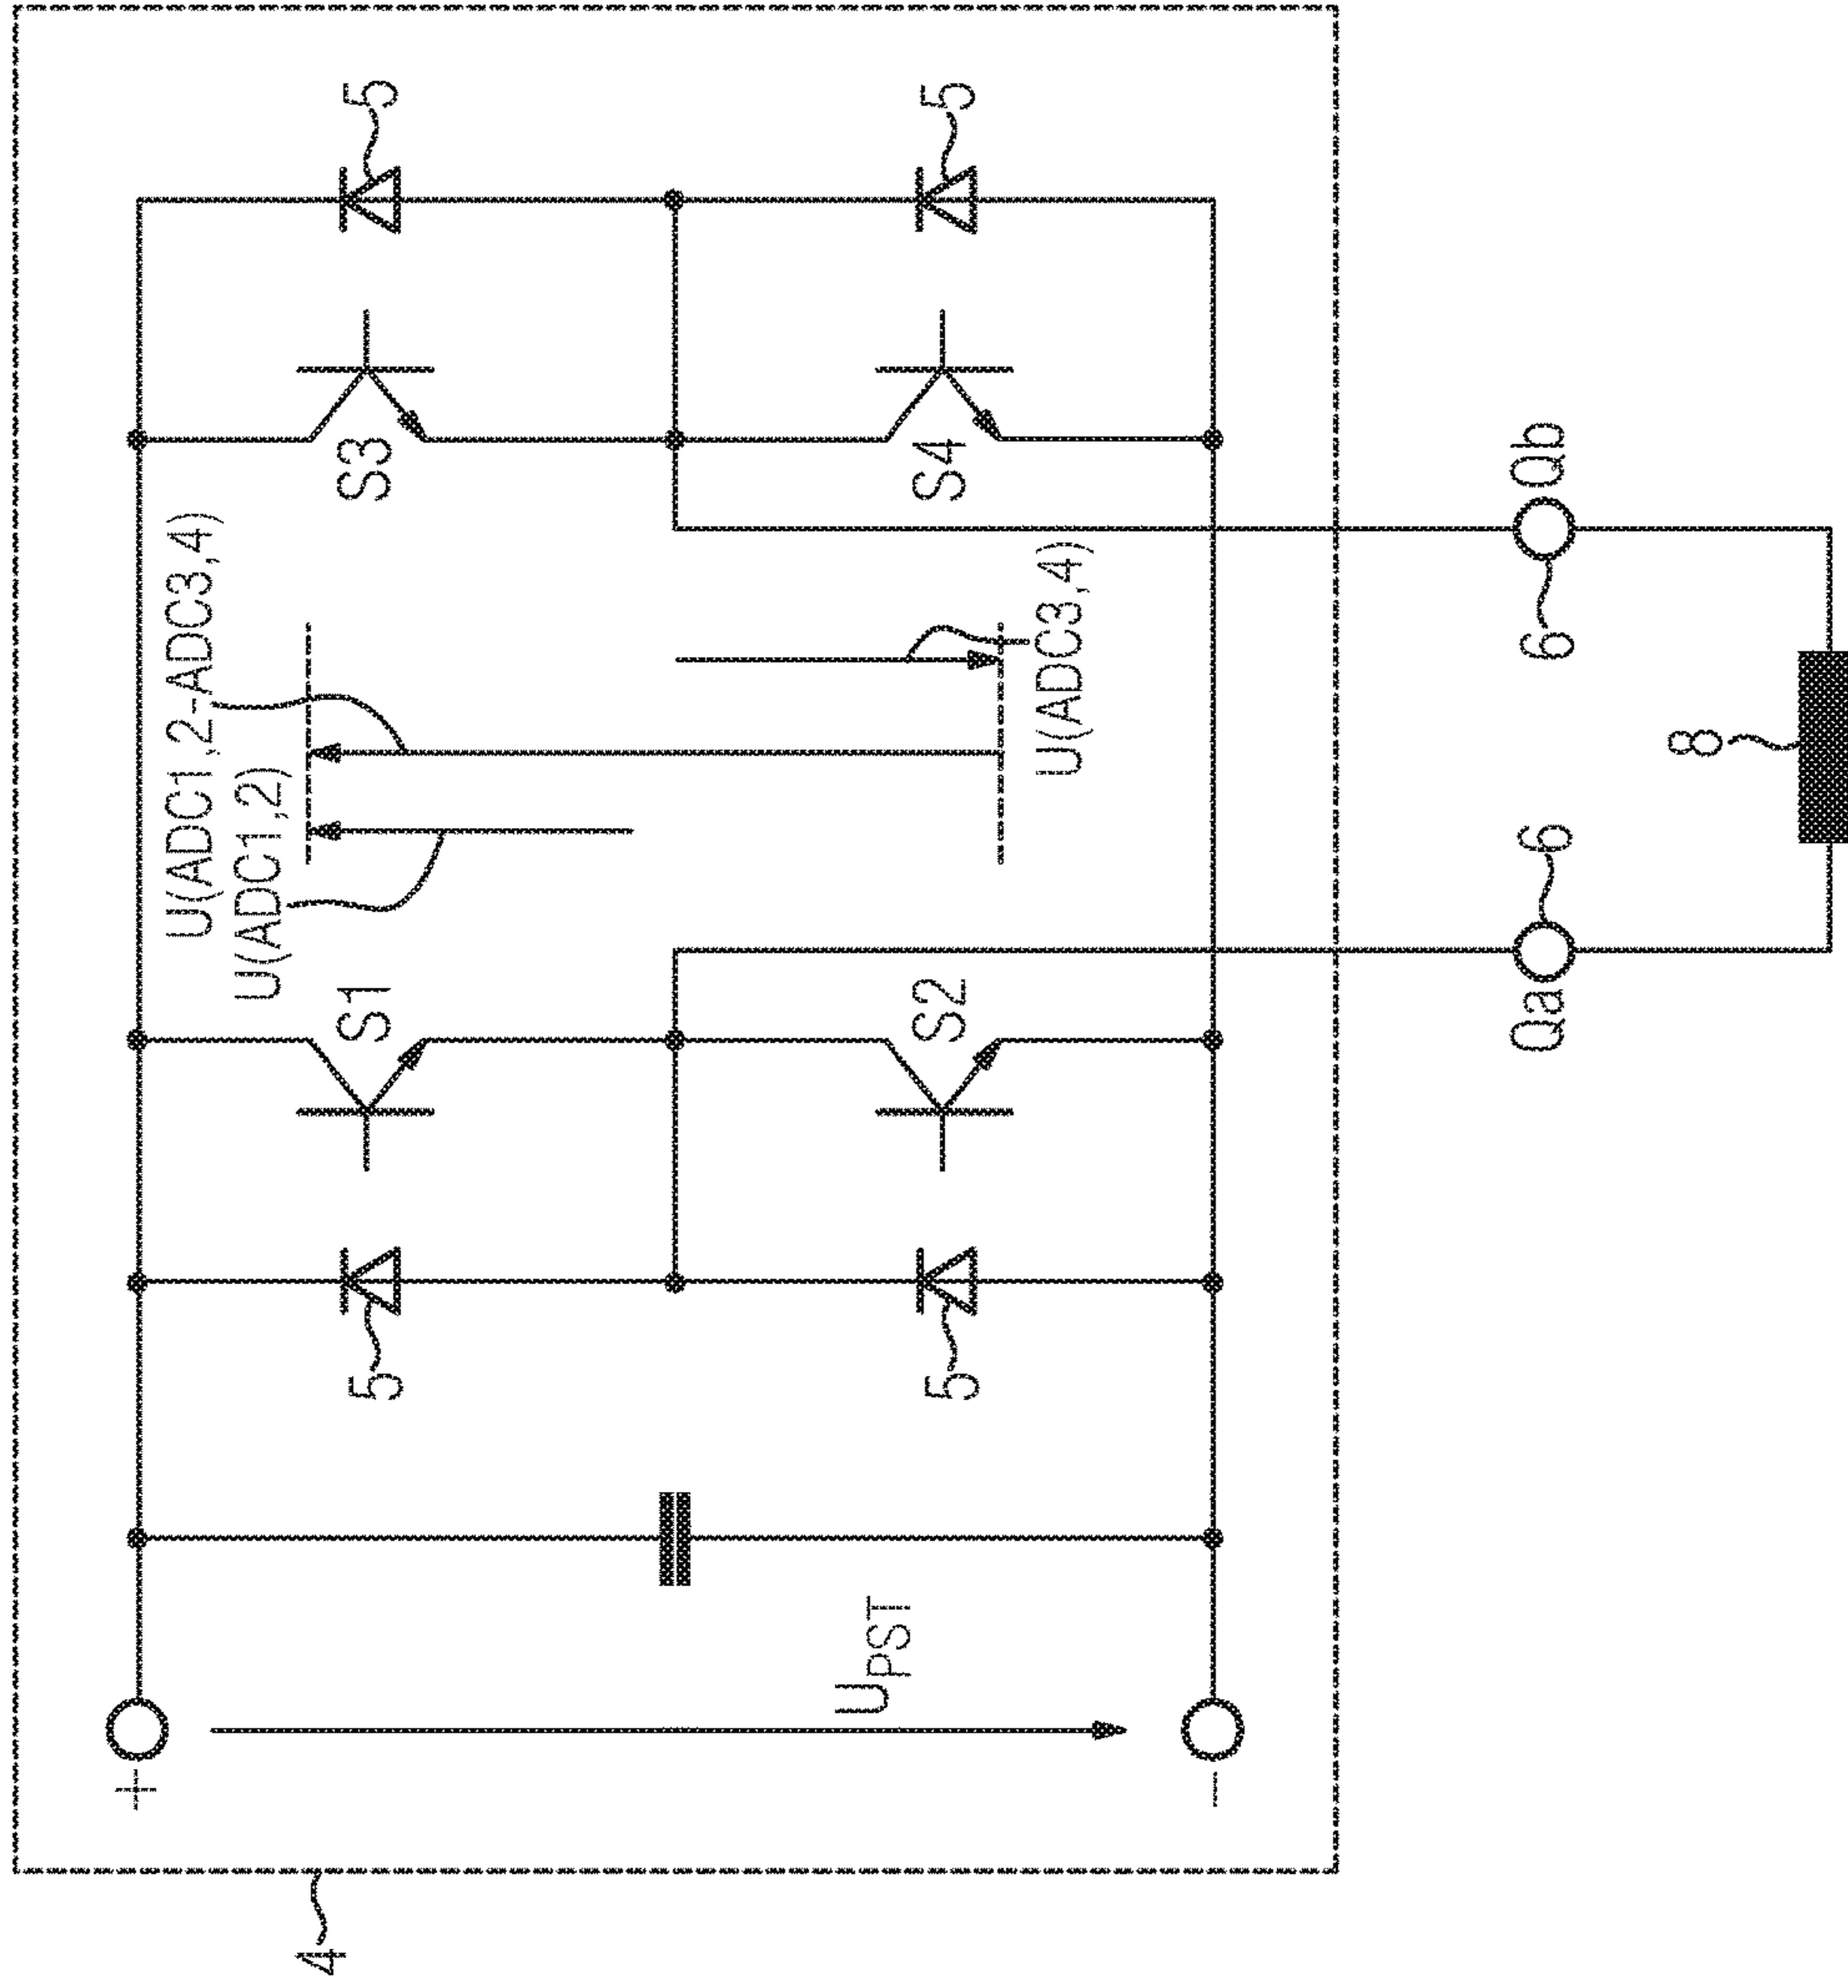 4
+
U_PST
-
5
5
S1
S2
U(ADC1,2-ADC3,4)
U(ADC1,2)
U(ADC3,4)
S3
S4
5
5
Qa
6
6
Qb
8